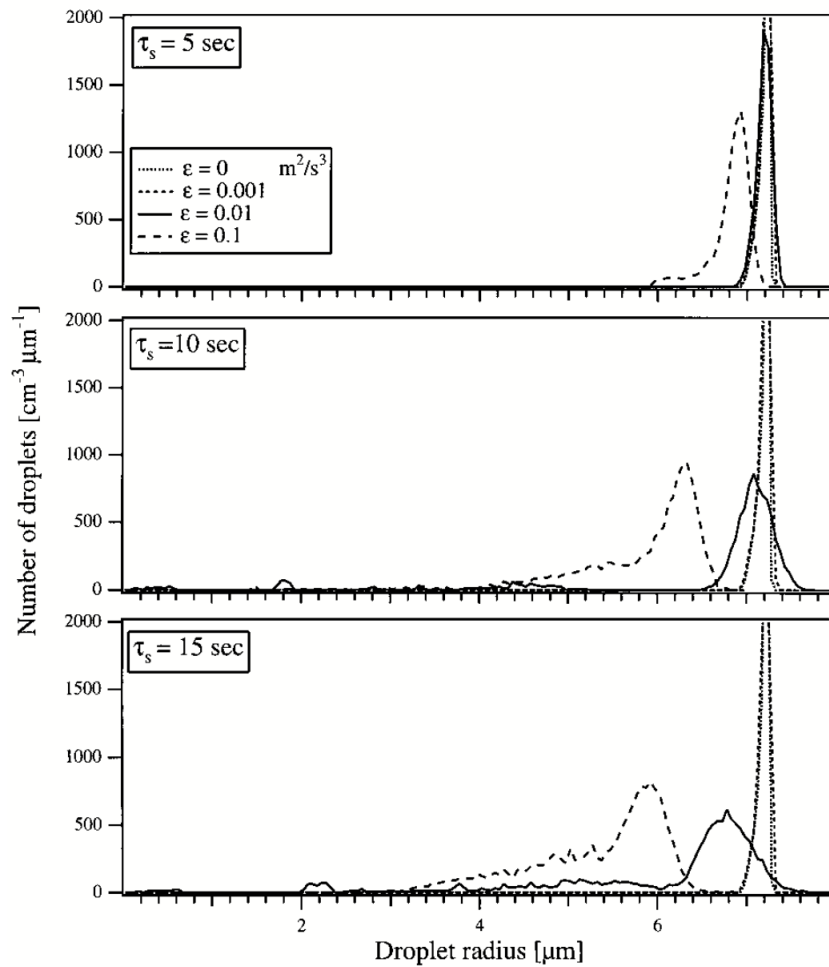 2000
τs = 5 sec
1500
1000
ε = 0 m²/s³
ε = 0.001
ε = 0.01
ε = 0.1
500
0
2000
τs =10 sec
1500
1000
500
0
2000
τs = 15 sec
1500
1000
500
0
2 4 6
Droplet radius [μm]
Number of droplets [cm⁻³ μm⁻¹]